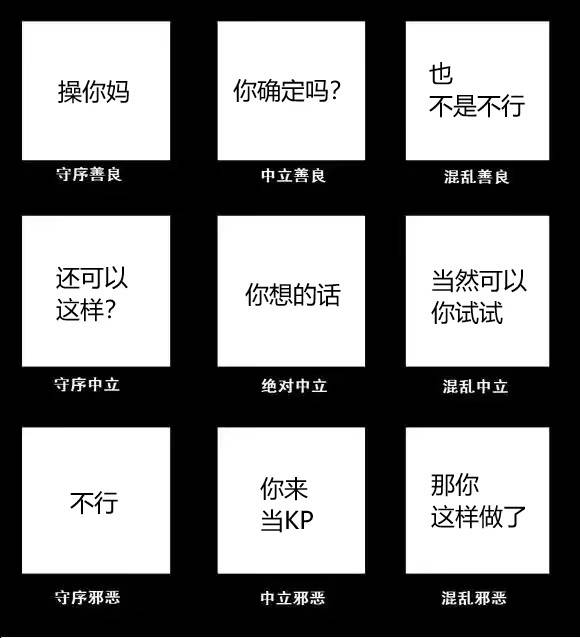 操你妈
你确定吗?
也
不是不行
守序善良
中立善良
混乱善良
还可以
这样?
你想的话
当然可以
你试试
守序中立
绝对中立
混乱中立
不行
你来
当KP
那你
这样做了
守序邪恶
中立邪恶
混乱邪恶